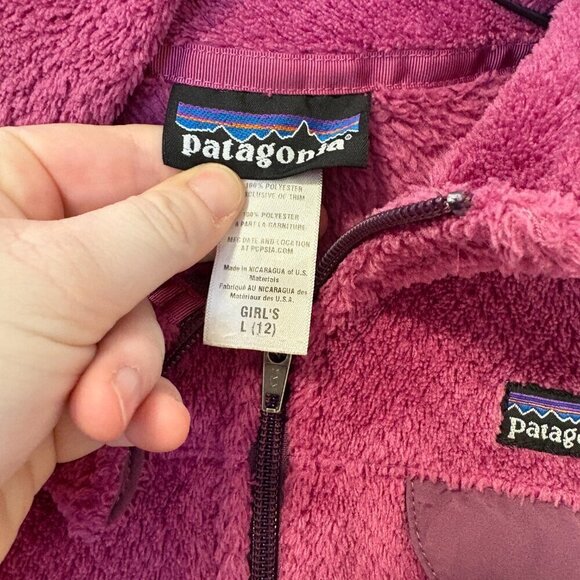 patagonia®
100% POLYESTER
EXCLUSIVE OF TRIM
100% POLYESTER
A PART LA GARNITURE
MFG DATE AND LOCATION
AT PCPSIA.COM
Made in NICARAGUA of U.S.
Materials
Fabriqué AU NICARAGUA des
Matériaux des U.S.A.
GIRL'S
L (12)
patago